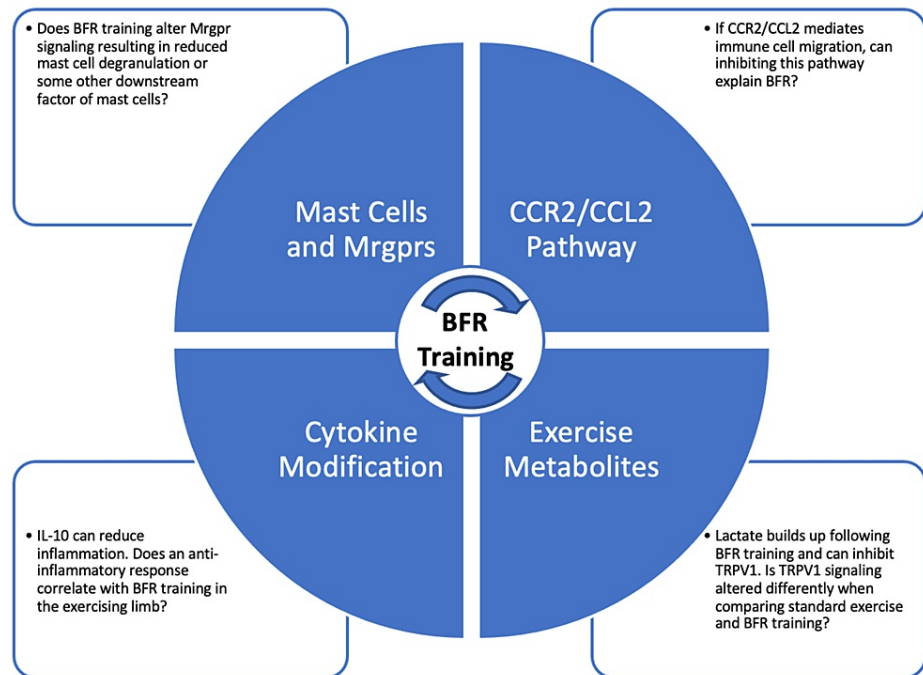 • Does BFR training alter Mrgpr
signaling resulting in reduced
mast cell degranulation or
some other downstream
factor of mast cells?
• If CCR2/CCL2 mediates
immune cell migration, can
inhibiting this pathway
explain BFR?
Mast Cells
and Mrgprs
CCR2/CCL2
Pathway
BFR
Training
Cytokine
Modification
Exercise
Metabolites
• IL-10 can reduce
inflammation. Does an anti-
inflammatory response
correlate with BFR training in
the exercising limb?
• Lactate builds up following
BFR training and can inhibit
TRPV1. Is TRPV1 signaling
altered differently when
comparing standard exercise
and BFR training?